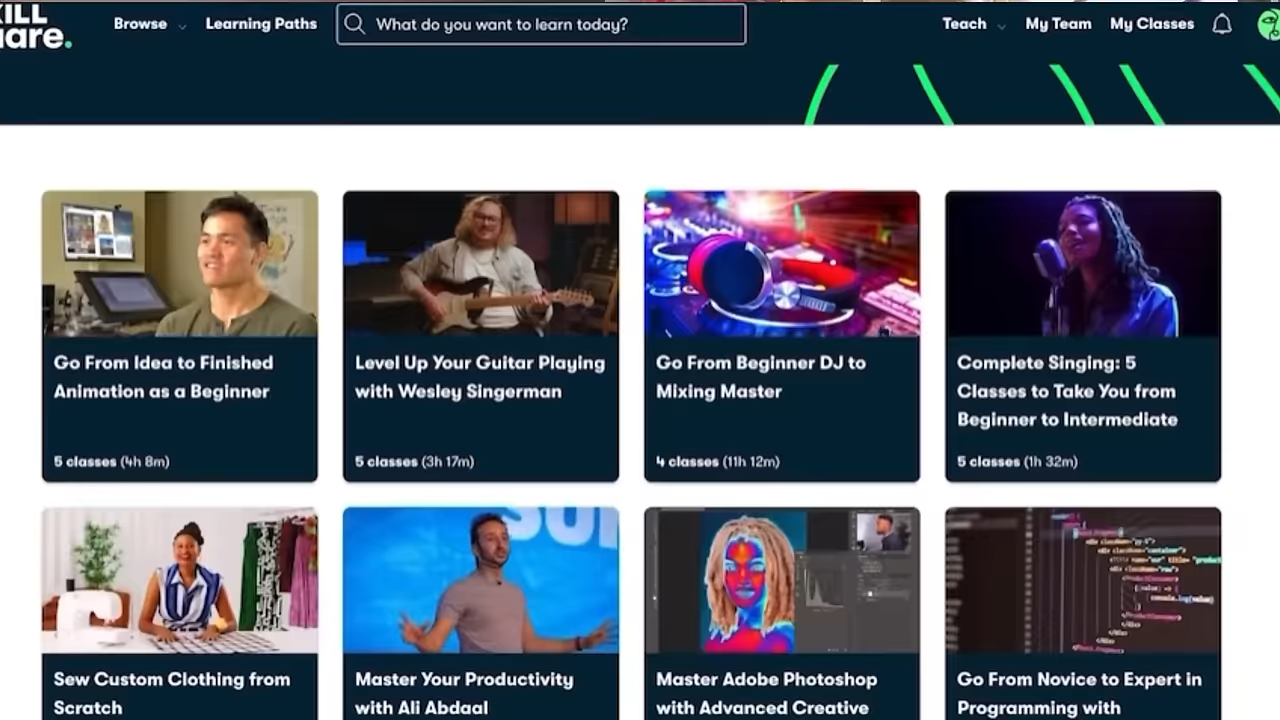 KILL
are.
Browse
Learning Paths
What do you want to learn today?
Teach
My Team
My Classes
Go From Idea to Finished
Animation as a Beginner
5 classes (4h 8m)
Level Up Your Guitar Playing
with Wesley Singerman
5 classes (3h 17m)
Go From Beginner DJ to
Mixing Master
4 classes (11h 12m)
Complete Singing: 5
Classes to Take You from
Beginner to Intermediate
5 classes (1h 32m)
Sew Custom Clothing from
Scratch
Master Your Productivity
with Ali Abdaal
Master Adobe Photoshop
with Advanced Creative
Go From Novice to Expert in
Programming with